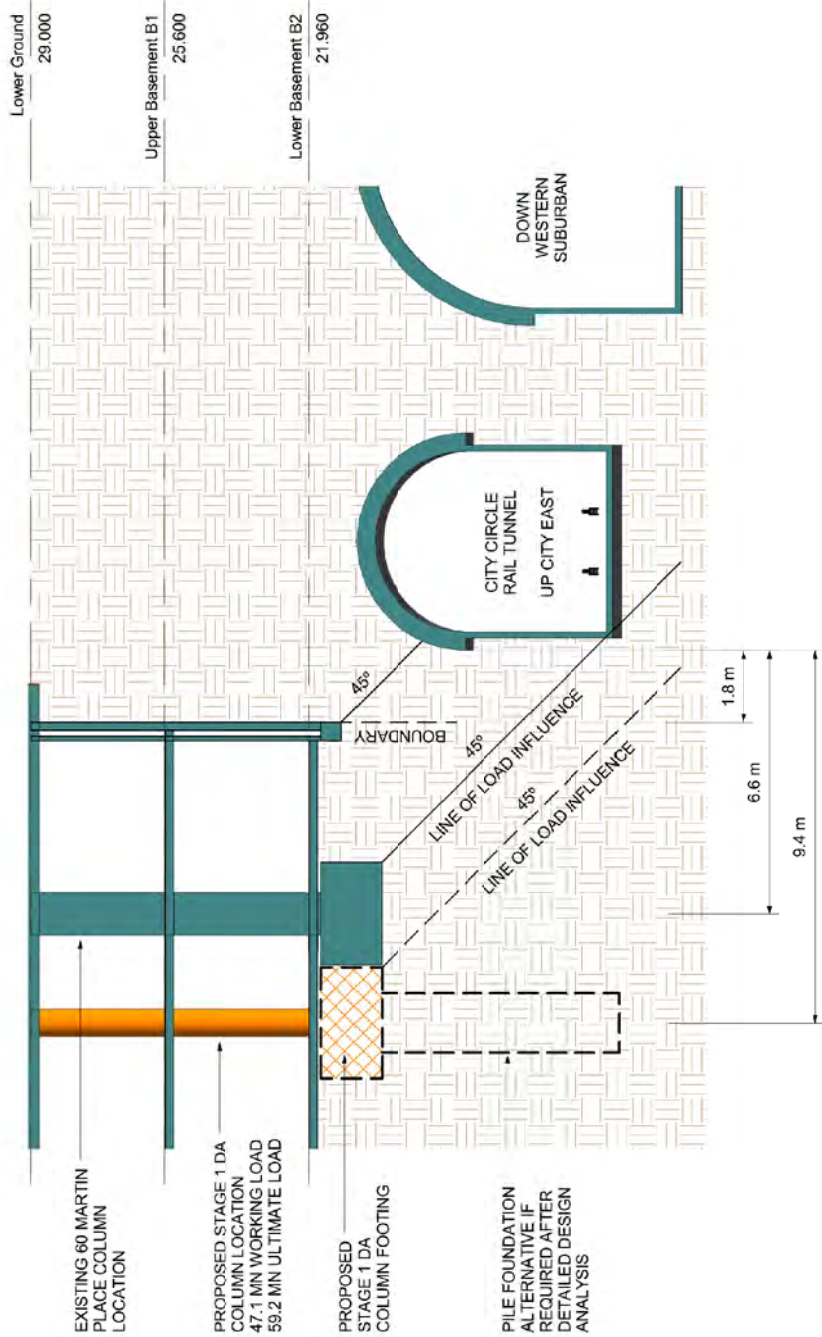 Lower Ground
29.000
Upper Basement B1
25.600
Lower Basement B2
21.960
EXISTING 60 MARTIN
PLACE COLUMN
LOCATION
PROPOSED STAGE 1 DA
COLUMN LOCATION
47.1 MN WORKING LOAD
59.2 MN ULTIMATE LOAD
PROPOSED
STAGE 1 DA
COLUMN FOOTING
PILE FOUNDATION
ALTERNATIVE IF
REQUIRED AFTER
DETAILED DESIGN
ANALYSIS
BOUNDARY
45º
45º
LINE OF LOAD INFLUENCE
45º
LINE OF LOAD INFLUENCE
CITY CIRCLE
RAIL TUNNEL
UP CITY EAST
DOWN
WESTERN
SUBURBAN
1.8 m
6.6 m
9.4 m